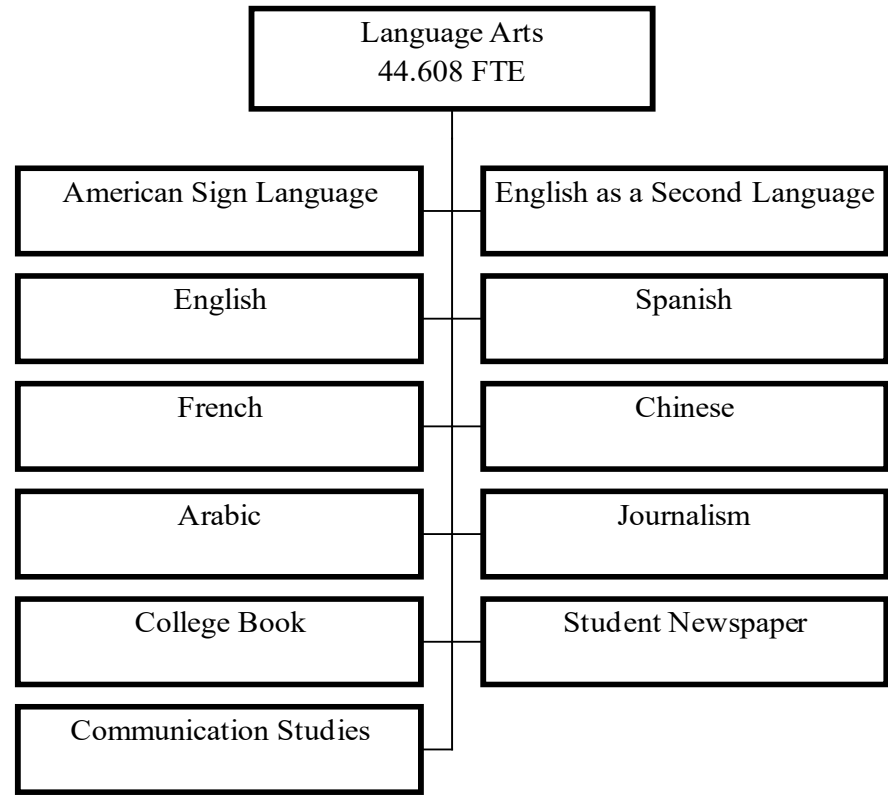 Language Arts
44.608 FTE
American Sign Language
English as a Second Language
English
Spanish
French
Chinese
Arabic
Journalism
College Book
Student Newspaper
Communication Studies